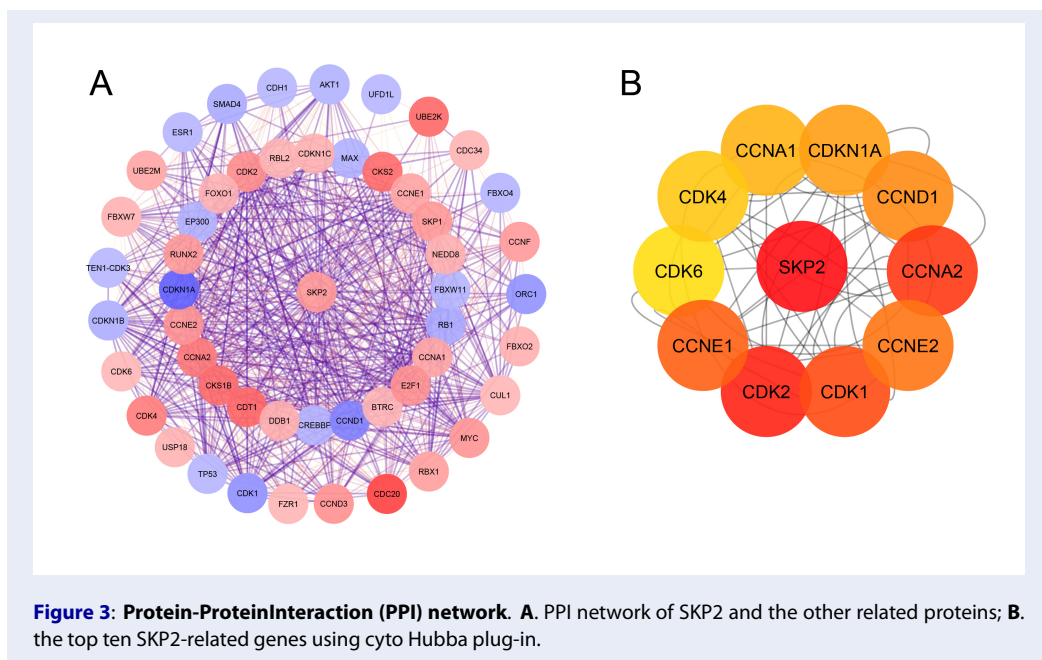 A
B
AKT1
CDH1
UFD1L
SMAD4
UBE2K
ESR1
CDC34
UBE2M
FBXO4
FBXW7
CCNF
TEN1-CDK3
ORC1
CDKN1B
FBXO2
CDK6
CUL1
CDK4
MYC
USP18
RBX1
TP53
CDC20
CDK1
CCND3
FZR1
CDKN1C
RBL2
MAX
CDK2
CKS2
FOXO1
CCNE1
EP300
SKP1
RUNX2
NEDD8
CDKN1A
FBXW11
CCNE2
RB1
CCNA2
CCNA1
CKS1B
E2F1
CDT1
BTRC
DDB1
CREBBP
CCND1
SKP2
CCNA1
CDKN1A
CDK4
CCND1
CDK6
SKP2
CCNA2
CCNE1
CCNE2
CDK2
CDK1
Figure 3: Protein-ProteinInteraction (PPI) network. A. PPI network of SKP2 and the other related proteins; B.
the top ten SKP2-related genes using cyto Hubba plug-in.